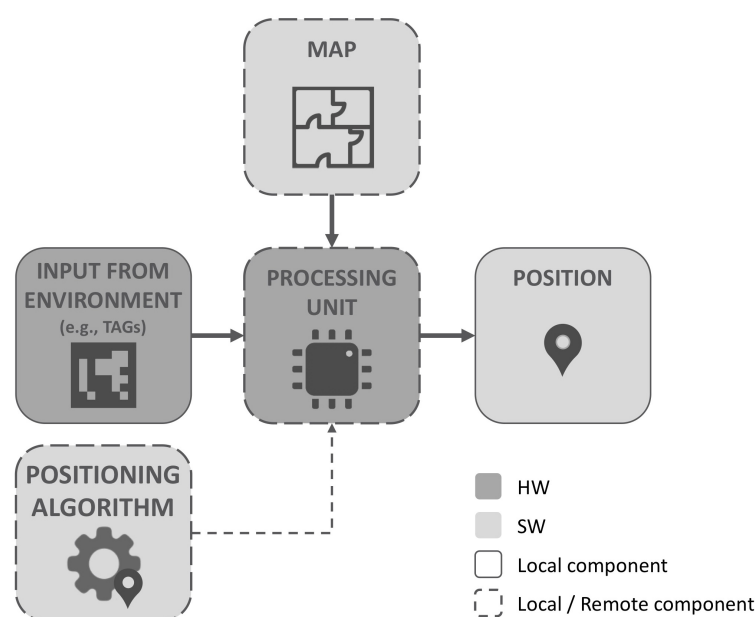 MAP
INPUT FROM
ENVIRONMENT
(e.g., TAGs)
PROCESSING
UNIT
POSITION
POSITIONING
ALGORITHM
HW
SW
Local component
Local / Remote component